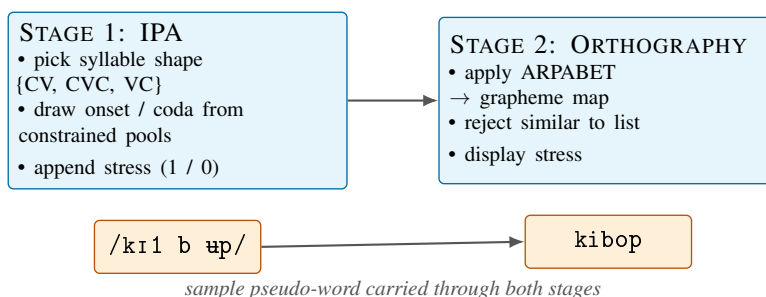 STAGE 1: IPA
• pick syllable shape
{CV, CVC, VC}
• draw onset / coda from
constrained pools
• append stress (1 / 0)
STAGE 2: ORTHOGRAPHY
• apply ARPABET
→ grapheme map
• reject similar to list
• display stress
/kɪ1 b ʉp/
kibop
sample pseudo-word carried through both stages